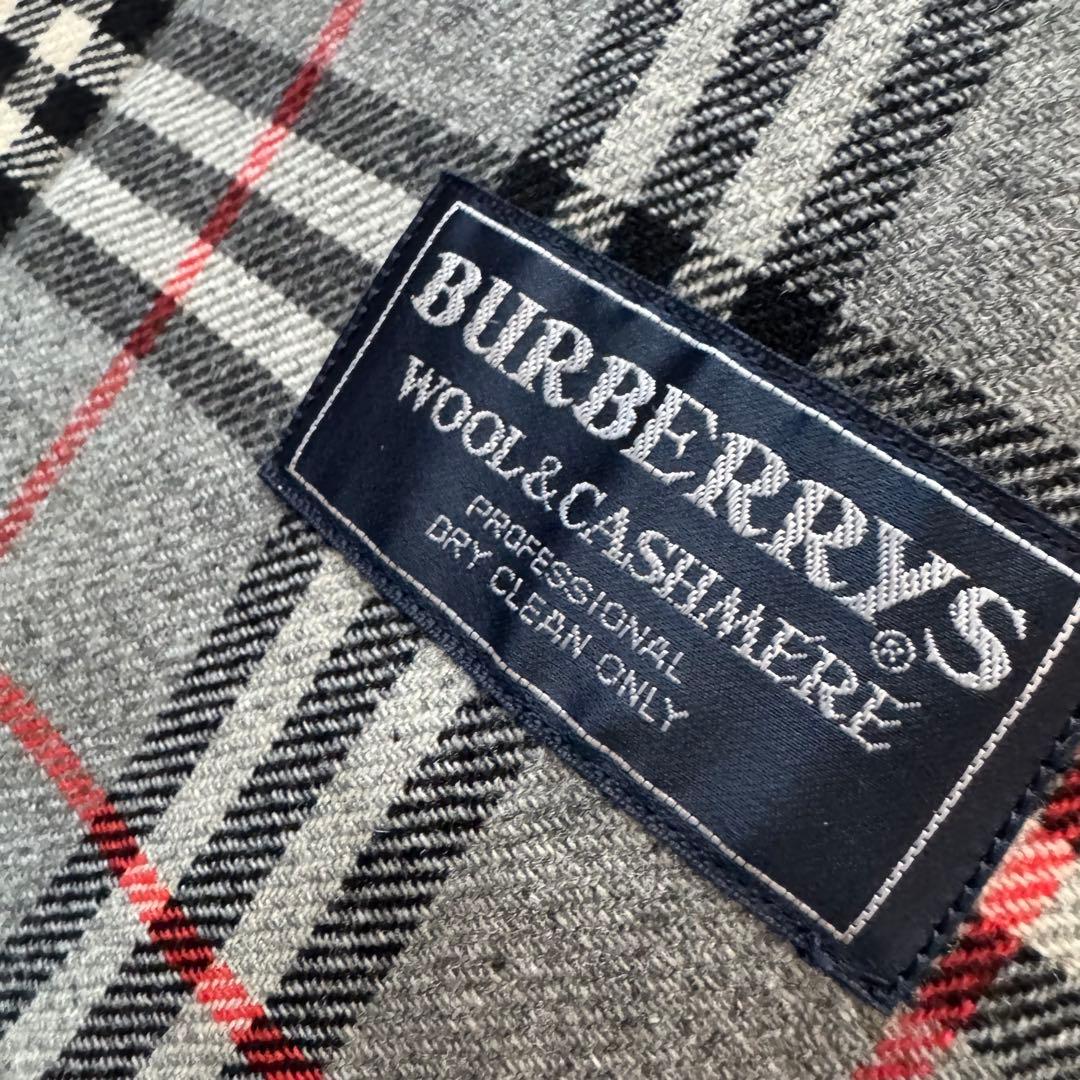 BURBERRYS®
WOOL&CASHMERE
PROFESSIONAL
DRY CLEAN ONLY